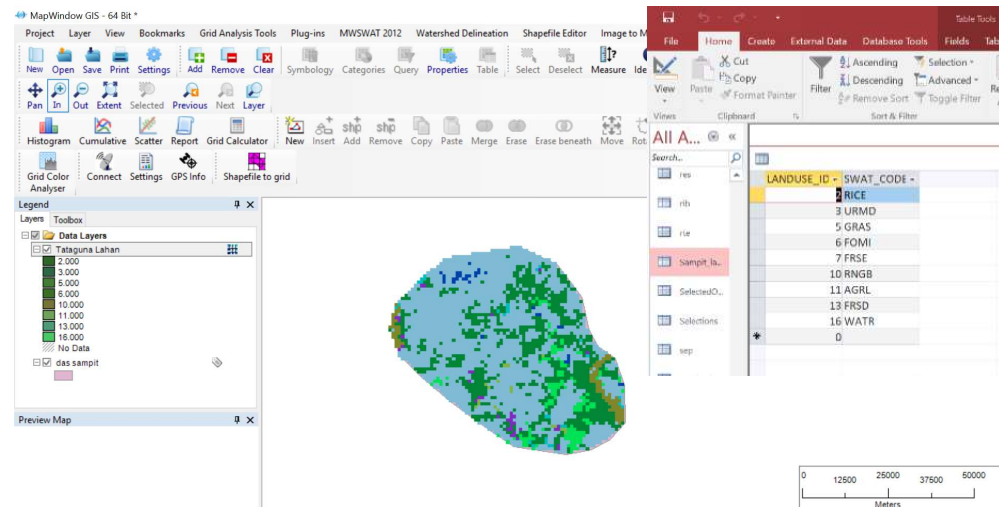 MapWindow GIS - 64 Bit *
Project Layer View Bookmarks Grid Analysis Tools Plug-ins MWSWAT 2012 Watershed Delineation Shapefile Editor Image to M
New Open Save Print Settings Add Remove Clear Symbology Categories Query Properties Table Select Deselect Measure Ide
Pan In Out Extent Selected Previous Next Layer
Histogram Cumulative Scatter Report Grid Calculator New Insert Add Remove Copy Paste Merge Erase Erase beneath Move Rot
shp shp
Grid Color Analyser Connect Settings GPS Info Shapefile to grid
Legend
Layers Toolbox
Data Layers
Tataguna Lahan
2.000
3.000
5.000
6.000
10.000
11.000
13.000
16.000
No Data
das sampit
Preview Map
Table Tools
File Home Create External Data Database Tools Fields Tab
View Paste Cut
Copy
Format Painter
Filter Ascending
Descending
Remove Sort
Selection
Advanced
Toggle Filter
Re
Views Clipboard Sort & Filter
All A...
Search...
res
rib
rte
Sampit_la..
SelectedO...
Selections
sep
LANDUSE_ID SWAT_CODE
2 RICE
3 URMD
5 GRAS
6 FOMI
7 FRSE
10 RNGB
11 AGRL
13 FRSD
16 WATR
0
0 12500 25000 37500 50000
Meters